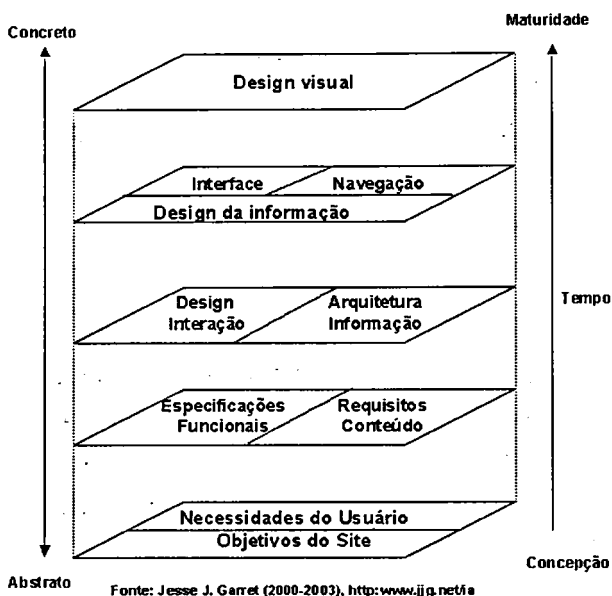 Concreto
Maturidade
Design visual
Interface
Navegação
Design da informação
Design
Interação
Arquitetura
Informação
Tempo
Especificações
Funcionais
Requisitos
Conteúdo
Necessidades do Usuário
Objetivos do Site
Abstrato
Concepção
Fonte: Jesse J. Garret (2000-2003), http:www.jjg.net/ia